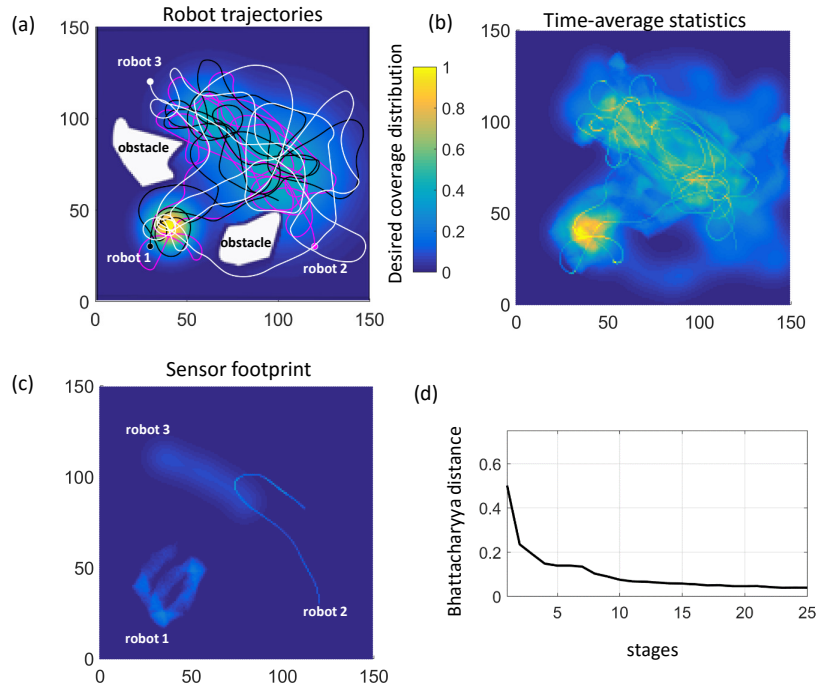 (a)
Robot trajectories
150
100
50
0
0
50
100
150
robot 3
obstacle
obstacle
robot 1
robot 2
1
0.8
0.6
0.4
0.2
0
Desired coverage distribution
(b)
Time-average statistics
150
100
50
0
0
50
100
150
(c)
Sensor footprint
150
100
50
0
0
50
100
150
robot 3
robot 2
robot 1
(d)
Bhattacharyya distance
0.6
0.4
0.2
0
5
10
15
20
25
stages